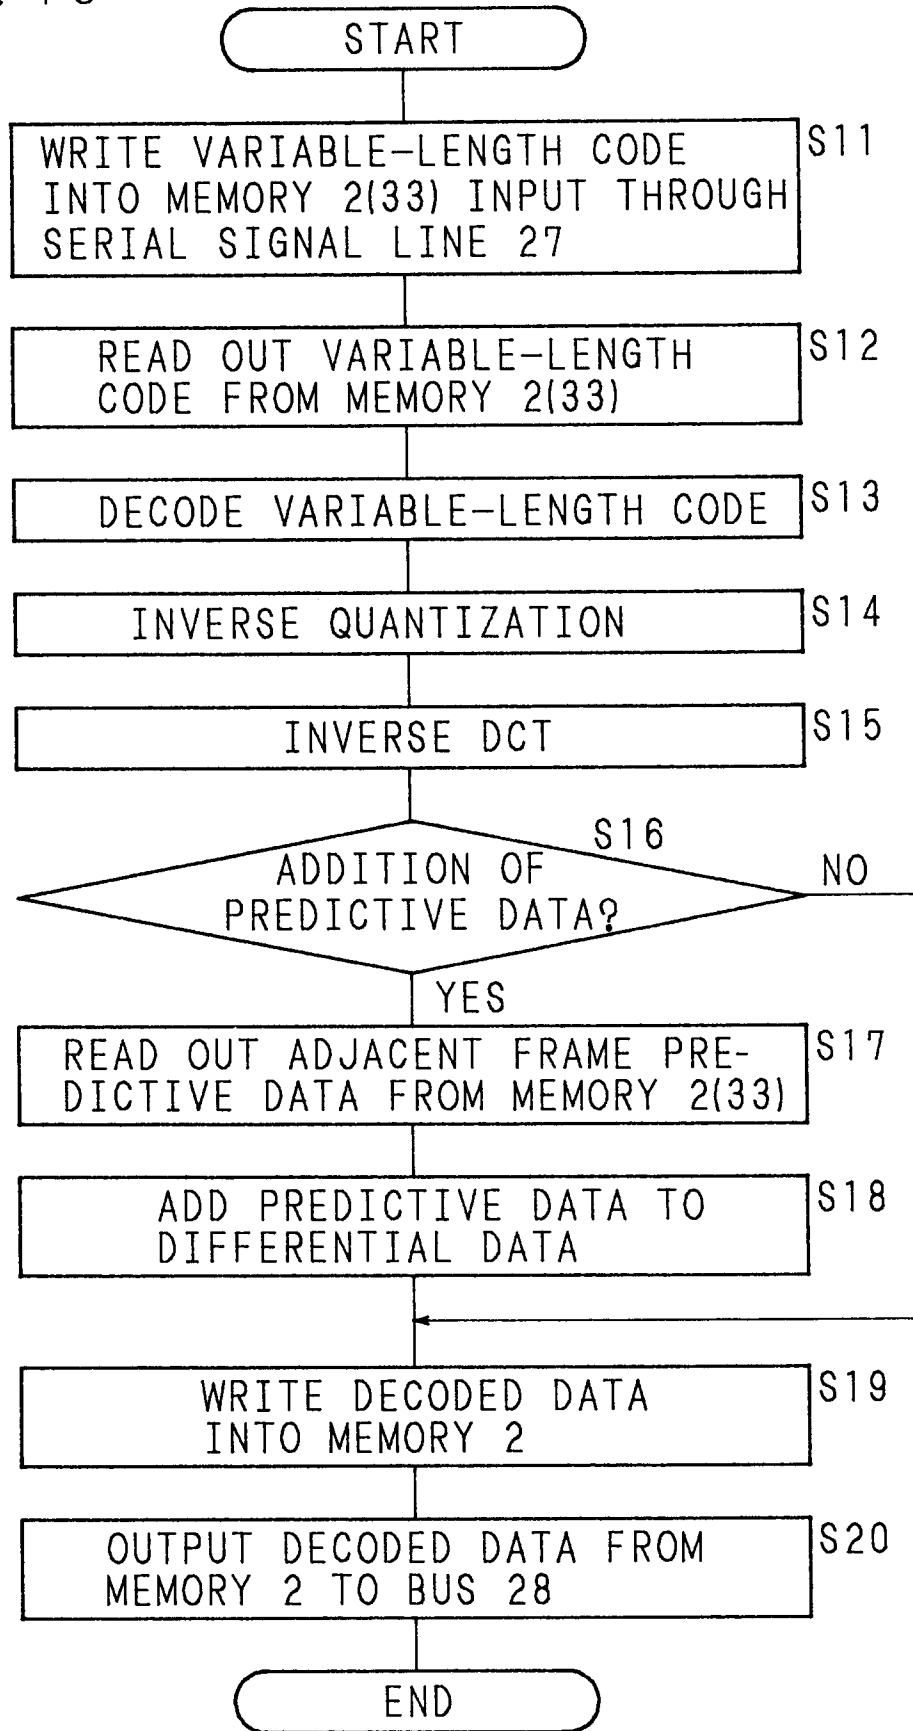 START
S11
WRITE VARIABLE-LENGTH CODE
INTO MEMORY 2(33) INPUT THROUGH
SERIAL SIGNAL LINE 27
S12
READ OUT VARIABLE-LENGTH
CODE FROM MEMORY 2(33)
S13
DECODE VARIABLE-LENGTH CODE
S14
INVERSE QUANTIZATION
S15
INVERSE DCT
S16
ADDITION OF
PREDICTIVE DATA?
NO
YES
S17
READ OUT ADJACENT FRAME PRE-
DICTIVE DATA FROM MEMORY 2(33)
S18
ADD PREDICTIVE DATA TO
DIFFERENTIAL DATA
S19
WRITE DECODED DATA
INTO MEMORY 2
S20
OUTPUT DECODED DATA FROM
MEMORY 2 TO BUS 28
END